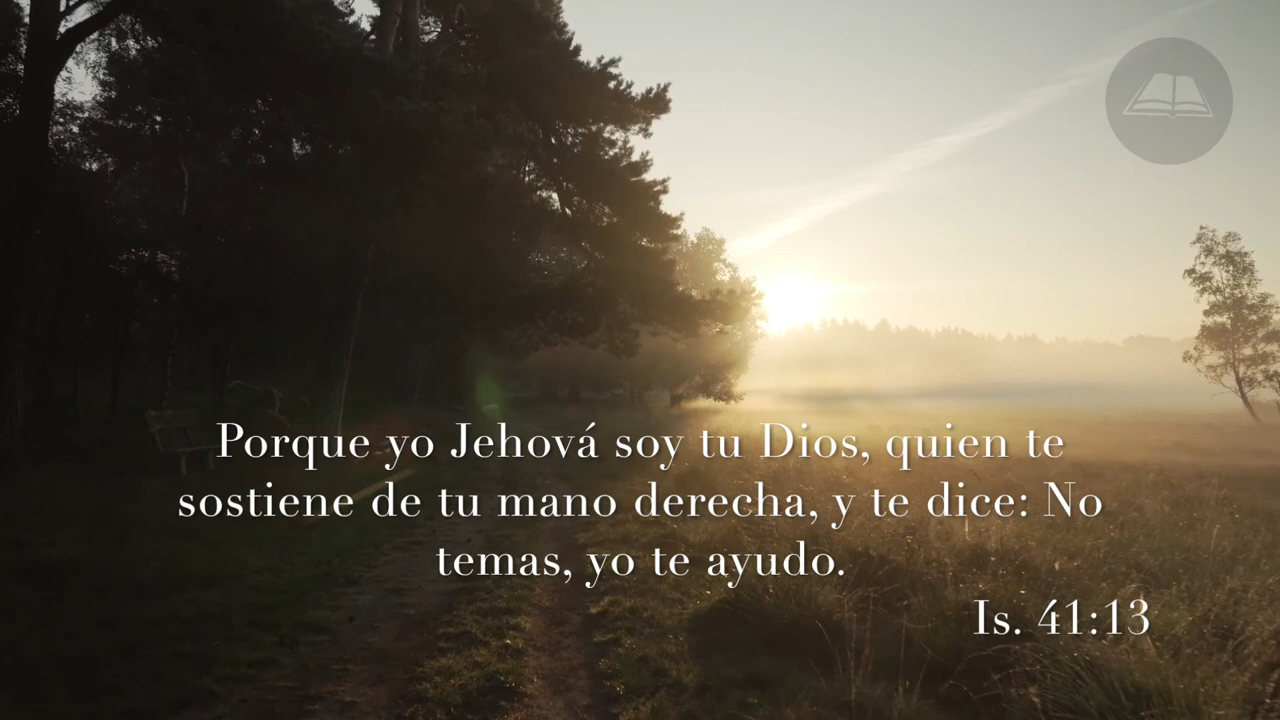 Porque yo Jehová soy tu Dios, quien te
sostiene de tu mano derecha, y te dice: No
temas, yo te ayudo.
Is. 41:13